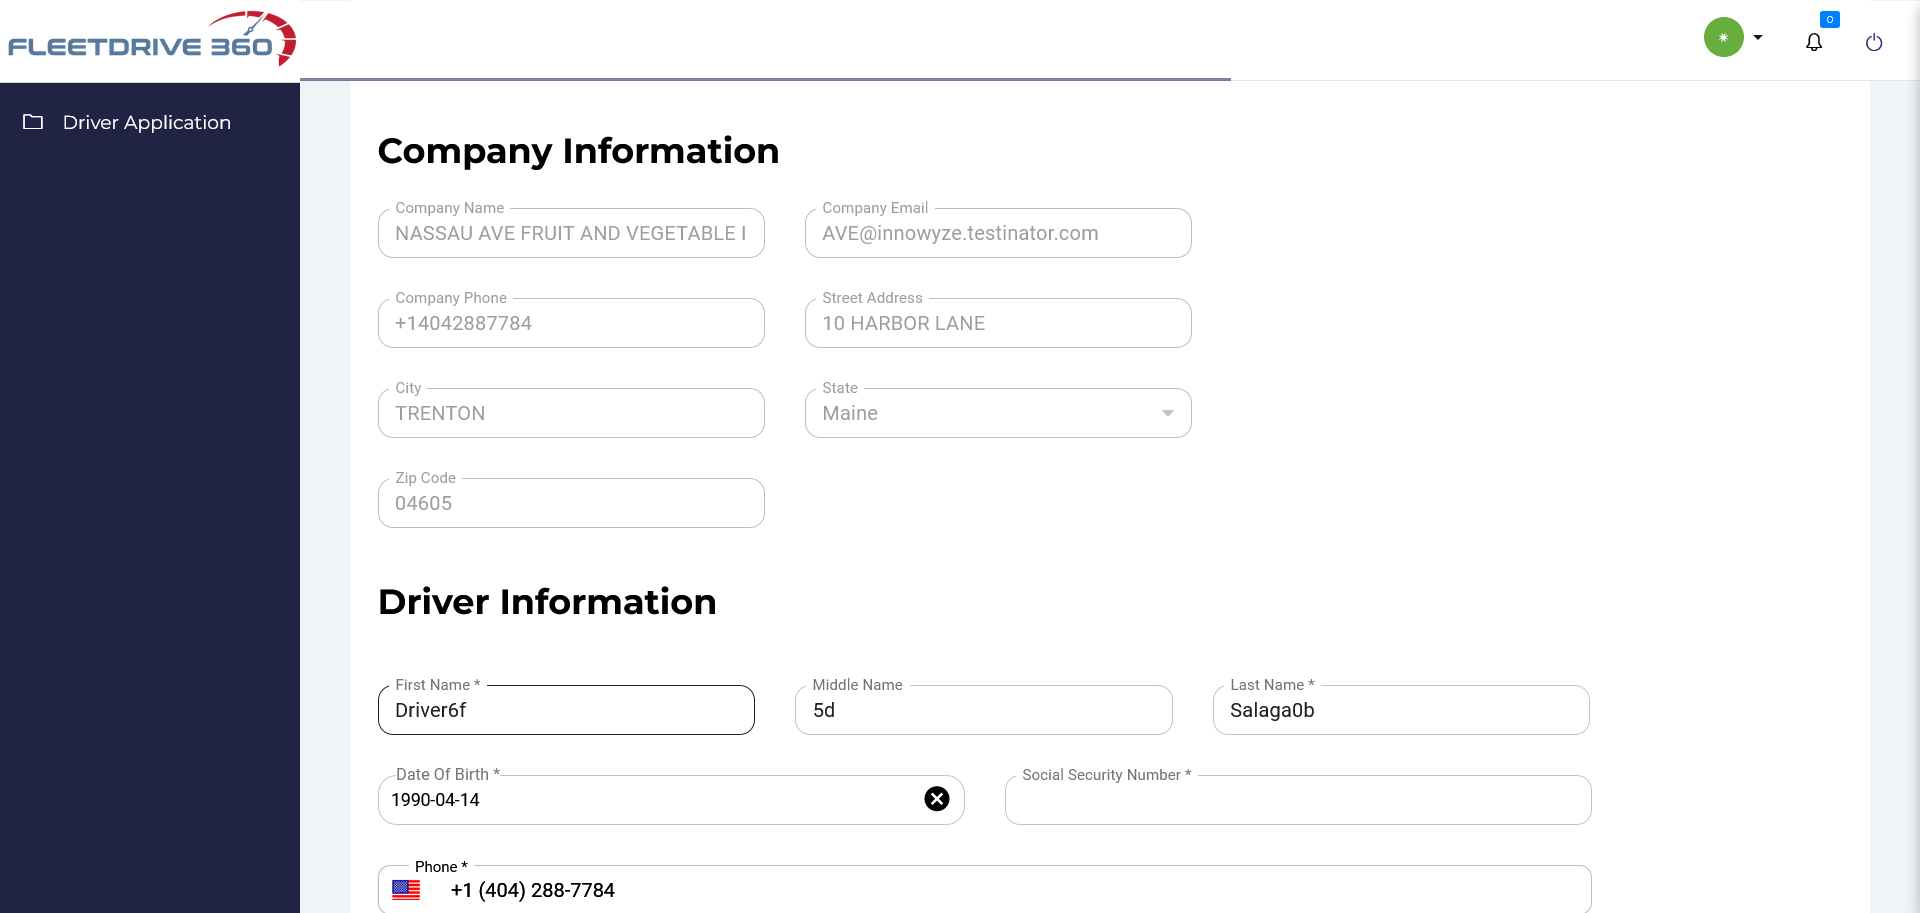 FLEETDRIVE 360
0
Driver Application
Company Information
Company Name
NASSAU AVE FRUIT AND VEGETABLE I
Company Email
AVE@innowyze.testinator.com
Company Phone
+14042887784
Street Address
10 HARBOR LANE
City
TRENTON
State
Maine
Zip Code
04605
Driver Information
First Name *
Driver6f
Middle Name
5d
Last Name *
Salaga0b
Date Of Birth *
1990-04-14
Social Security Number *
Phone *
+1 (404) 288-7784